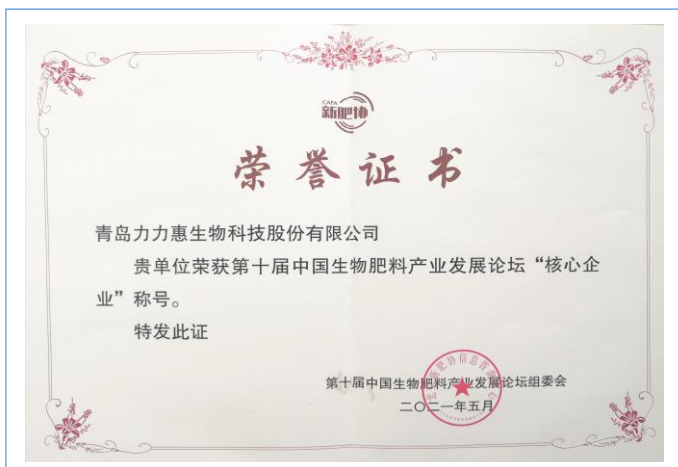 CAFA
新肥协
荣誉证书
青岛力力惠生物科技股份有限公司
贵单位荣获第十届中国生物肥料产业发展论坛“核心企
业”称号。
特发此证
第十届中国生物肥料产业发展论坛组委会
二〇二一年五月